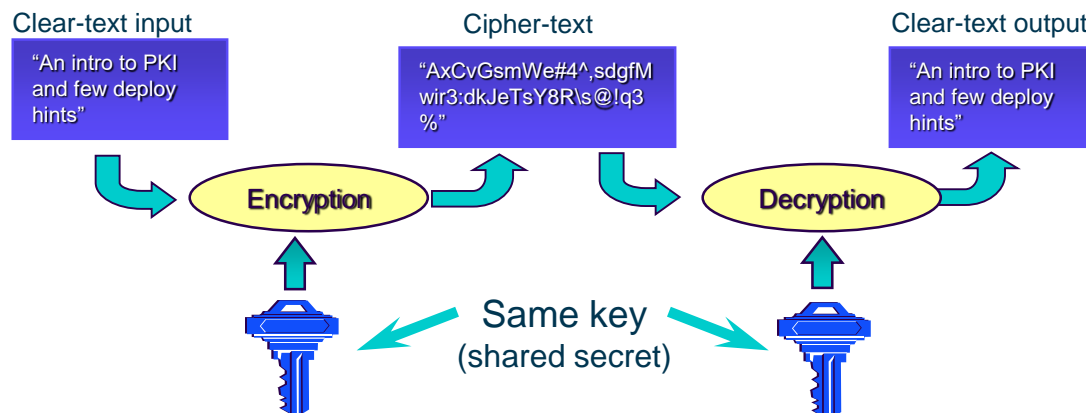 Clear-text input
Cipher-text
Clear-text output
“An intro to PKI
and few deploy
hints”
“AxCvGsmWe#4^,sdgfM
wir3:dkJeTsY8R\s@!q3
%”
“An intro to PKI
and few deploy
hints”
Encryption
Decryption
Same key
(shared secret)